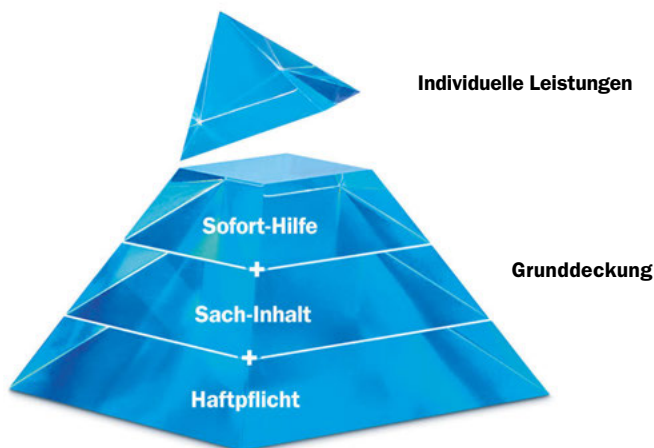 Individuelle Leistungen
Sofort-Hilfe
+
Grunddeckung
Sach-Inhalt
+
Haftpflicht